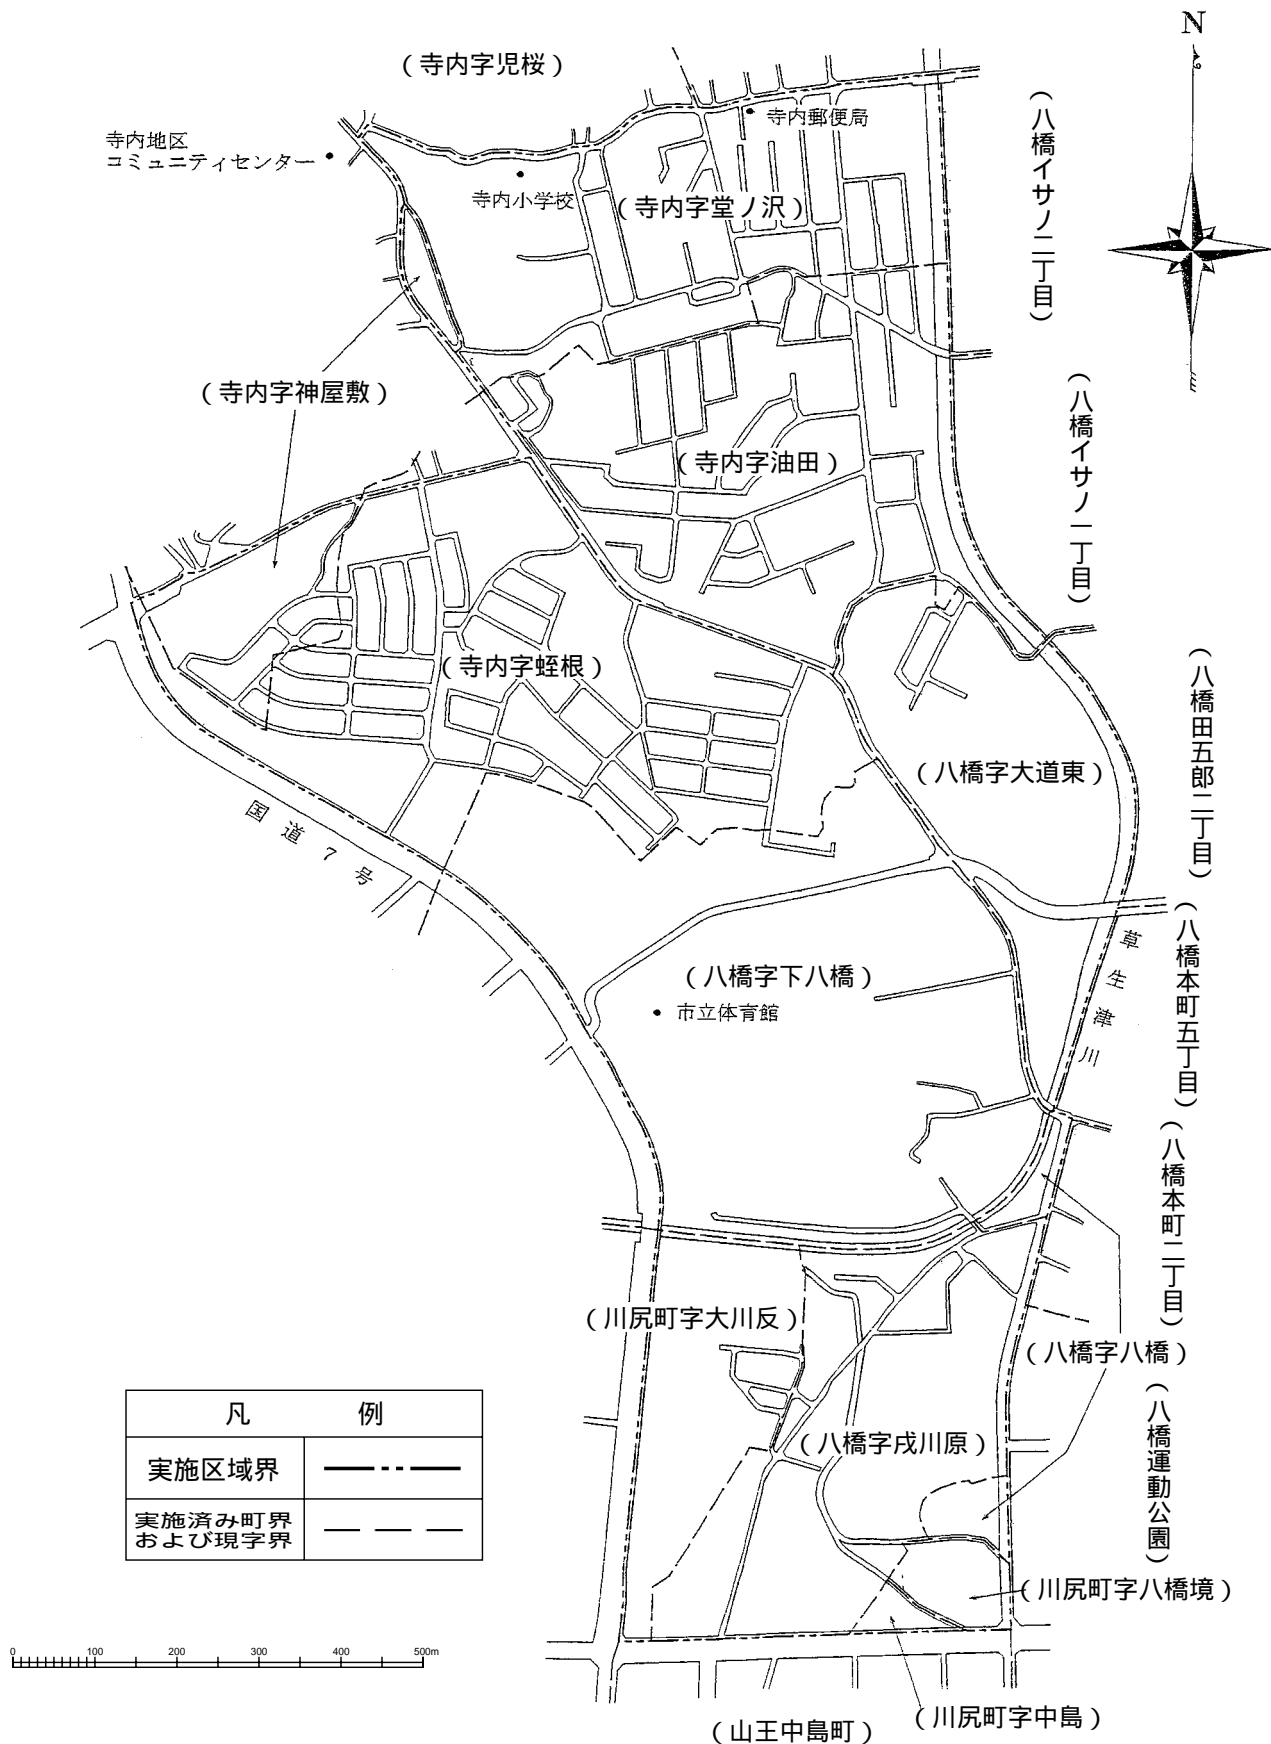 N
（寺内字児桜）
寺内郵便局
寺内地区
コミュニティセンター
寺内小学校
（寺内字堂ノ沢）
（八橋イサノ二丁目）
（寺内字神屋敷）
（八橋イサノ一丁目）
（寺内字油田）
（寺内字蛭根）
（八橋田五郎二丁目）
（八橋字大道東）
国道7号
（八橋本町五丁目）
草生津川
（八橋字下八橋）
市立体育館
（八橋本町二丁目）
（川尻町字大川反）
（八橋字八橋）
（八橋運動公園）
（八橋字戌川原）
凡例
実施区域界
実施済み町界
および現字界
（川尻町字八橋境）
0 100 200 300 400 500m
（川尻町字中島）
（山王中島町）